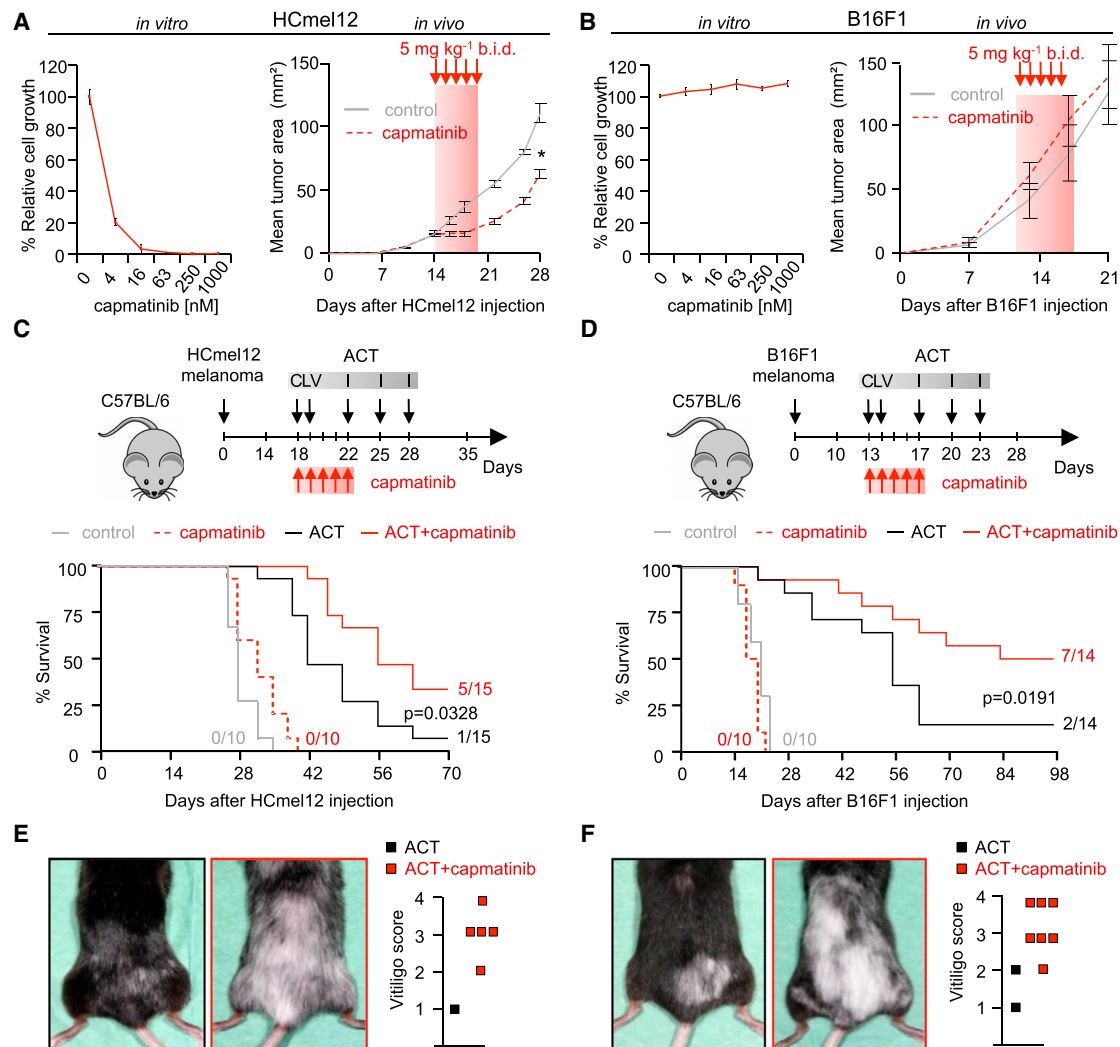 A
in vitro
HCmel12
in vivo
120
100
80
60
40
20
0
% Relative cell growth
0
4
16
63
250
1000
capmatinib [nM]
5 mg kg⁻¹ b.i.d.
150
100
50
0
Mean tumor area (mm²)
control
capmatinib
*
0
7
14
21
28
Days after HCmel12 injection
B
in vitro
B16F1
in vivo
120
100
80
60
40
20
0
% Relative cell growth
0
4
16
63
250
1000
capmatinib [nM]
5 mg kg⁻¹ b.i.d.
150
100
50
0
Mean tumor area (mm²)
control
capmatinib
0
7
14
21
Days after B16F1 injection
C
HCmel12
melanoma
ACT
CLV
C57BL/6
0 14 18 22 25 28 35
Days
capmatinib
control capmatinib ACT ACT+capmatinib
100
75
50
25
0
% Survival
5/15
p=0.0328
1/15
0/10
0/10
0 14 28 42 56 70
Days after HCmel12 injection
D
B16F1
melanoma
ACT
CLV
C57BL/6
0 10 13 17 20 23 28
Days
capmatinib
control capmatinib ACT ACT+capmatinib
100
75
50
25
0
% Survival
7/14
p=0.0191
2/14
0/10
0/10
0 14 28 42 56 70 84 98
Days after B16F1 injection
E
ACT
ACT+capmatinib
4
3
2
1
Vitiligo score
F
ACT
ACT+capmatinib
4
3
2
1
Vitiligo score